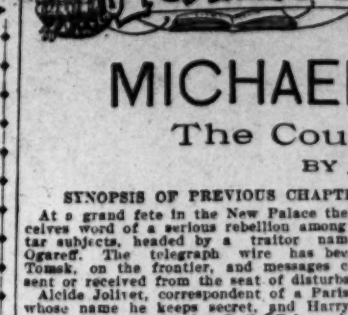 MICHAE
The Cou
BY
SYNOPSIS OF PREVIOUS CHAPT
At a grand fete in the New Palace the
ceives word of a serious rebellion among
tar subjects, headed by a traitor nam
Ogareff. The telegraph wire has be
Tomsk, on the frontier, and messages c
sent or received from the seat of disturb
Alcide Jolivet, correspondent of a Paris
whose name he keeps secret, and Harry